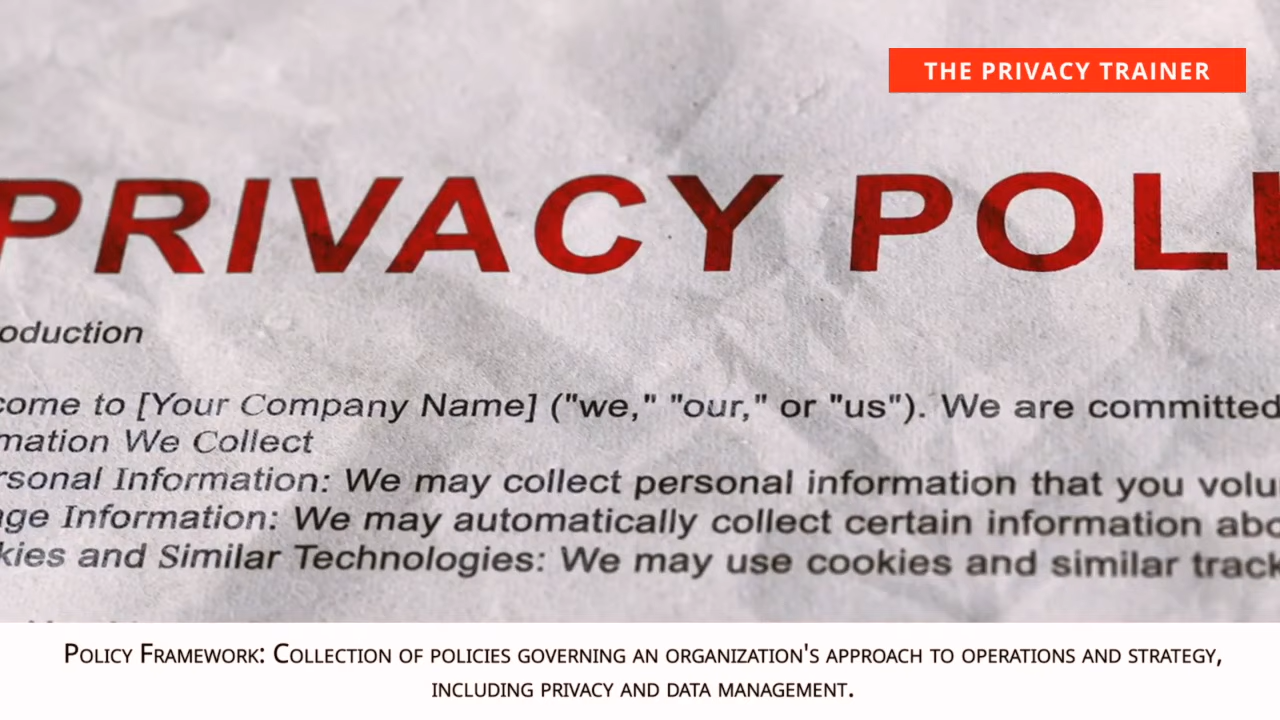 THE PRIVACY TRAINER
PRIVACY POLI
oduction
come to [Your Company Name] ("we," "our," or "us"). We are committed
mation We Collect
rsonal Information: We may collect personal information that you volu
age Information: We may automatically collect certain information abo
kies and Similar Technologies: We may use cookies and similar track
Policy Framework: Collection of policies governing an organization's approach to operations and strategy,
including privacy and data management.